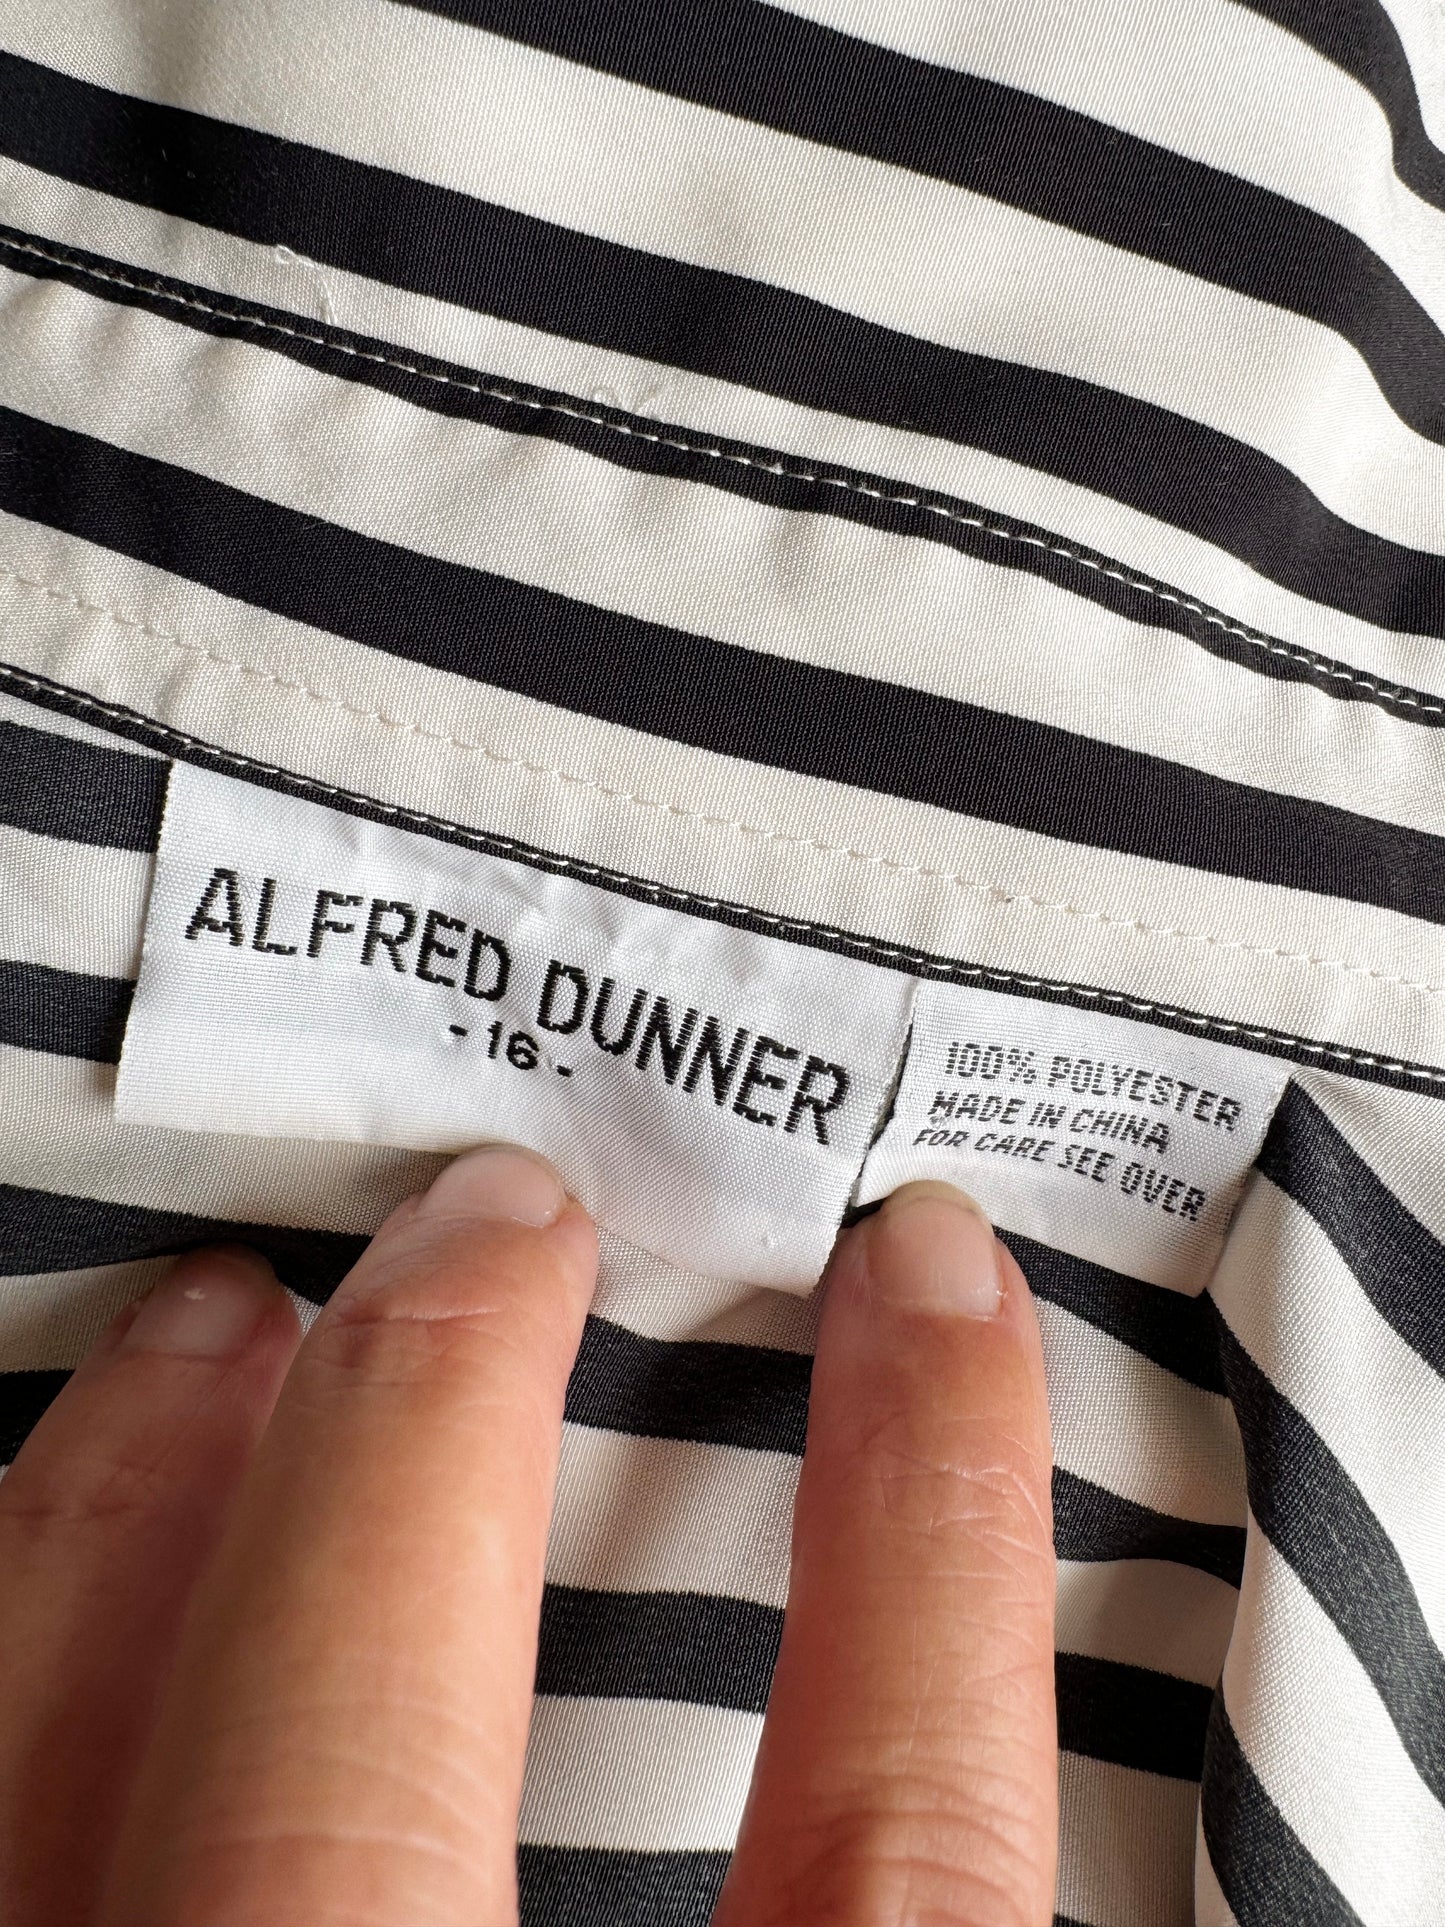 ALFRED DUNNER
- 16 -
100% POLYESTER
MADE IN CHINA
FOR CARE SEE OVER